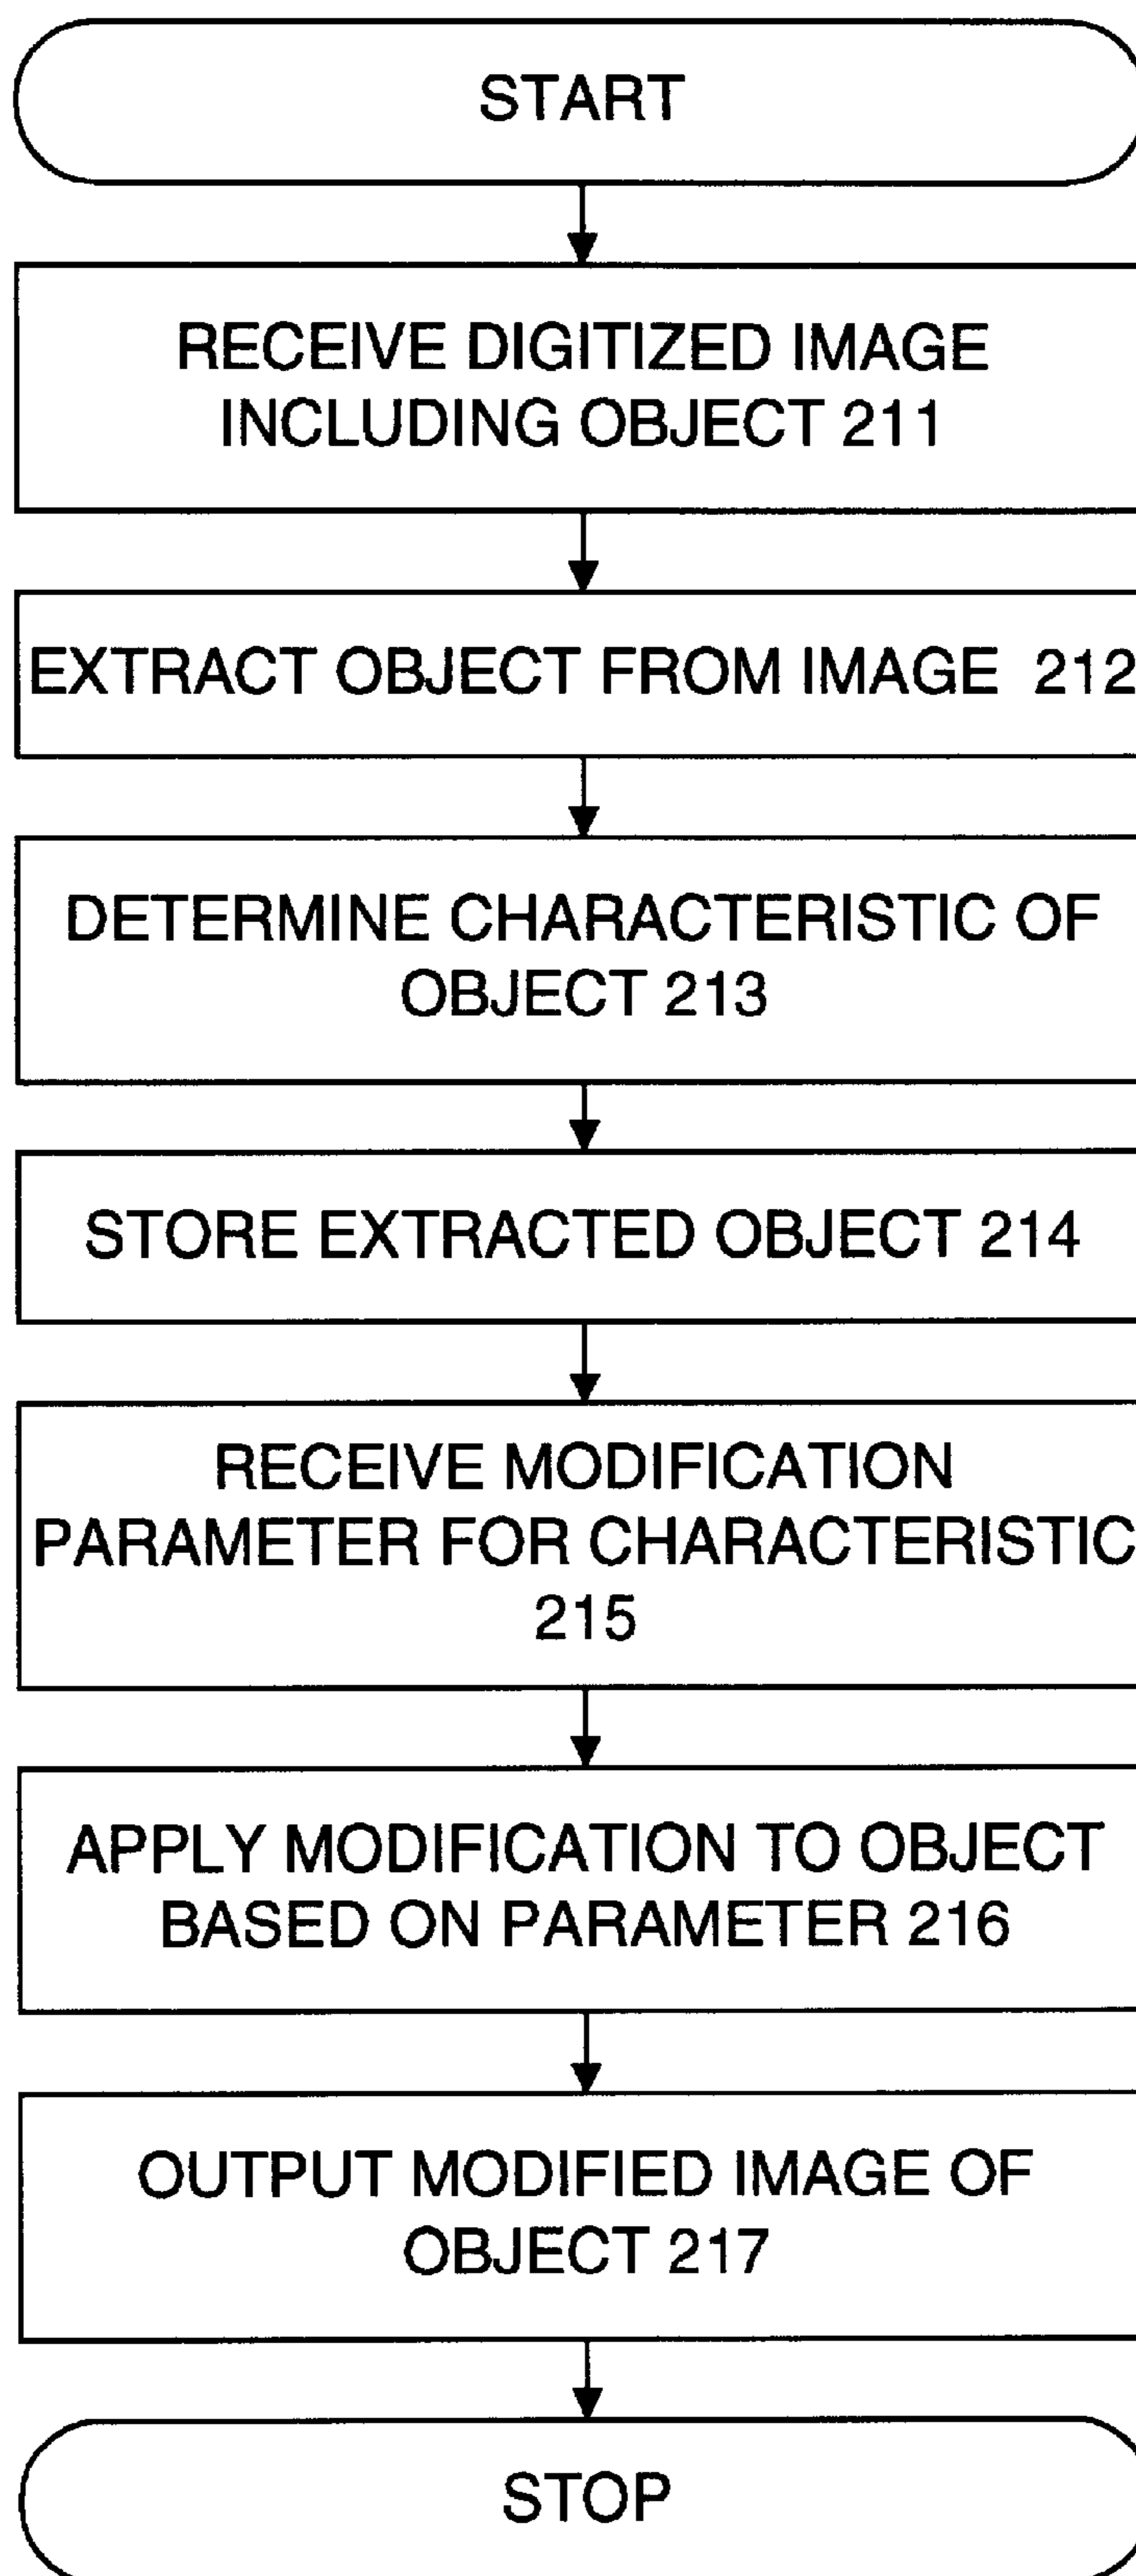 START
RECEIVE DIGITIZED IMAGE
INCLUDING OBJECT 211
EXTRACT OBJECT FROM IMAGE 212
DETERMINE CHARACTERISTIC OF
OBJECT 213
STORE EXTRACTED OBJECT 214
RECEIVE MODIFICATION
PARAMETER FOR CHARACTERISTIC
215
APPLY MODIFICATION TO OBJECT
BASED ON PARAMETER 216
OUTPUT MODIFIED IMAGE OF
OBJECT 217
STOP